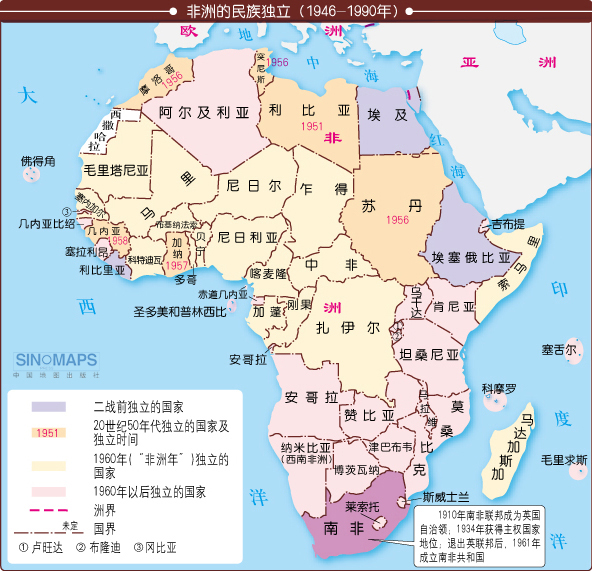 非洲的民族独立（1946-1990年）
欧 洲
地 中 海
亚 洲
大 西 洋
红 海
印 度 洋
非 洲
摩洛哥
1956
突尼斯
1956
阿尔及利亚
利比亚
1951
埃及
西撒哈拉
佛得角
毛里塔尼亚
马里
尼日尔
乍得
苏丹
1956
塞内加尔
③
几内亚比绍
几内亚
1958
塞拉利昂
利比里亚
科特迪瓦
布基纳法索
加纳
1957
多哥
贝宁
尼日利亚
喀麦隆
中非
吉布提
埃塞俄比亚
索马里
赤道几内亚
圣多美和普林西比
加蓬
刚果
扎伊尔
乌干达
肯尼亚
坦桑尼亚
安哥拉
塞舌尔
科摩罗
安哥拉
赞比亚
马拉维
莫桑比克
马达加斯加
毛里求斯
纳米比亚
(西南非洲)
津巴布韦
博茨瓦纳
斯威士兰
莱索托
南非
1910年南非联邦成为英国
自治领；1934年获得主权国家
地位；退出英联邦后，1961年
成立南非共和国
SINOMAPS
中国地图出版社
二战前独立的国家
1951
20世纪50年代独立的国家及
独立时间
1960年(“非洲年”)独立的
国家
1960年以后独立的国家
洲界
未定
国界
① 卢旺达 ② 布隆迪 ③ 冈比亚